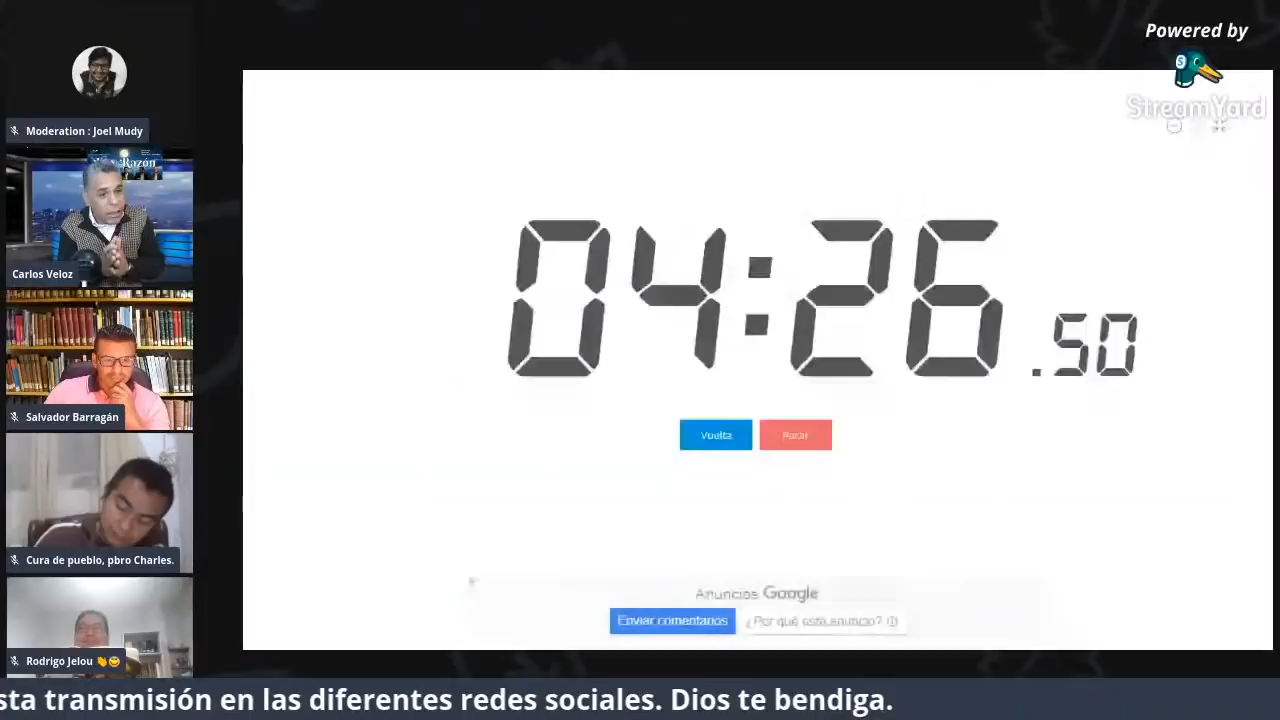 Powered by
StreamYard
Moderation : Joel Mudy
Razón
Carlos Veloz
Salvador Barragán
Cura de pueblo, pbro Charles.
Rodrigo Jelou 👏😎
04:26.50
Vuelta
Parar
Anuncios Google
Enviar comentarios
¿Por qué este anuncio?
sta transmisión en las diferentes redes sociales. Dios te bendiga.